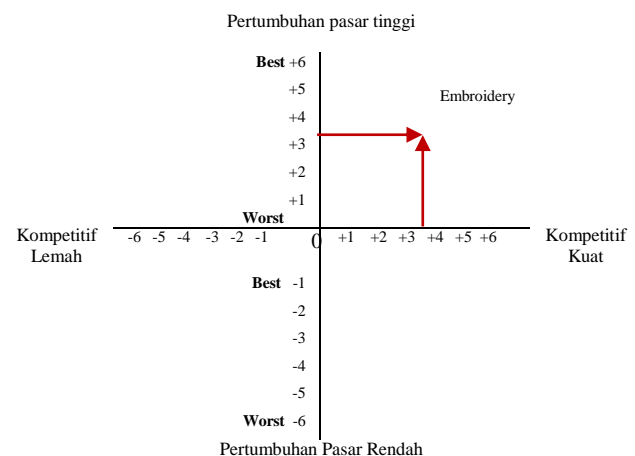 Pertumbuhan pasar tinggi
Best +6
+5
Embroidery
+4
+3
+2
+1
Worst
Kompetitif
Lemah
-6 -5 -4 -3 -2 -1 0 +1 +2 +3 +4 +5 +6
Kompetitif
Kuat
Best -1
-2
-3
-4
-5
Worst -6
Pertumbuhan Pasar Rendah